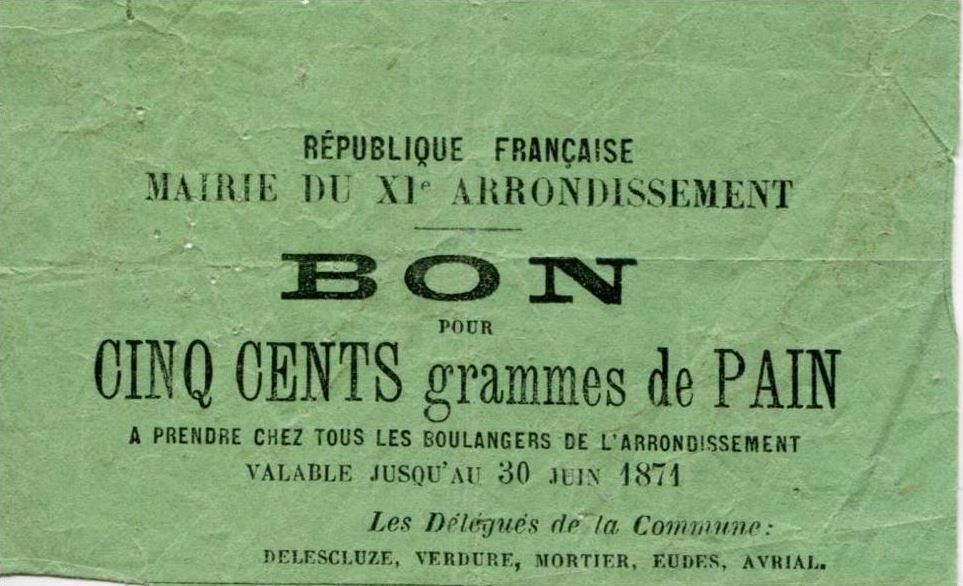 RÉPUBLIQUE FRANÇAISE
MAIRIE DU XIe ARRONDISSEMENT
BON
POUR
CINQ CENTS grammes de PAIN
A PRENDRE CHEZ TOUS LES BOULANGERS DE L'ARRONDISSEMENT
VALABLE JUSQU'AU 30 JUIN 1871
Les Délégués de la Commune:
DELESCLUZE, VERDURE, MORTIER, EUDES, AVRIAL.